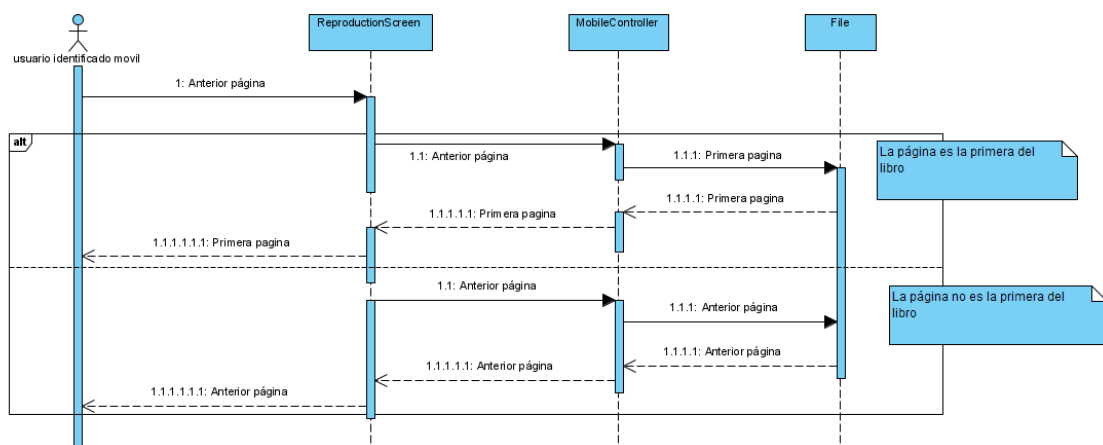 ReproductionScreen
MobileController
File
usuario identificado movil
1: Anterior página
alt
1.1: Anterior página
1.1.1: Primera pagina
La página es la primera del
libro
1.1.1.1: Primera pagina
1.1.1.1.1: Primera pagina
1.1.1.1.1.1: Primera pagina
1.1: Anterior página
1.1.1: Anterior página
La página no es la primera del
libro
1.1.1.1: Anterior página
1.1.1.1.1: Anterior página
1.1.1.1.1.1: Anterior página